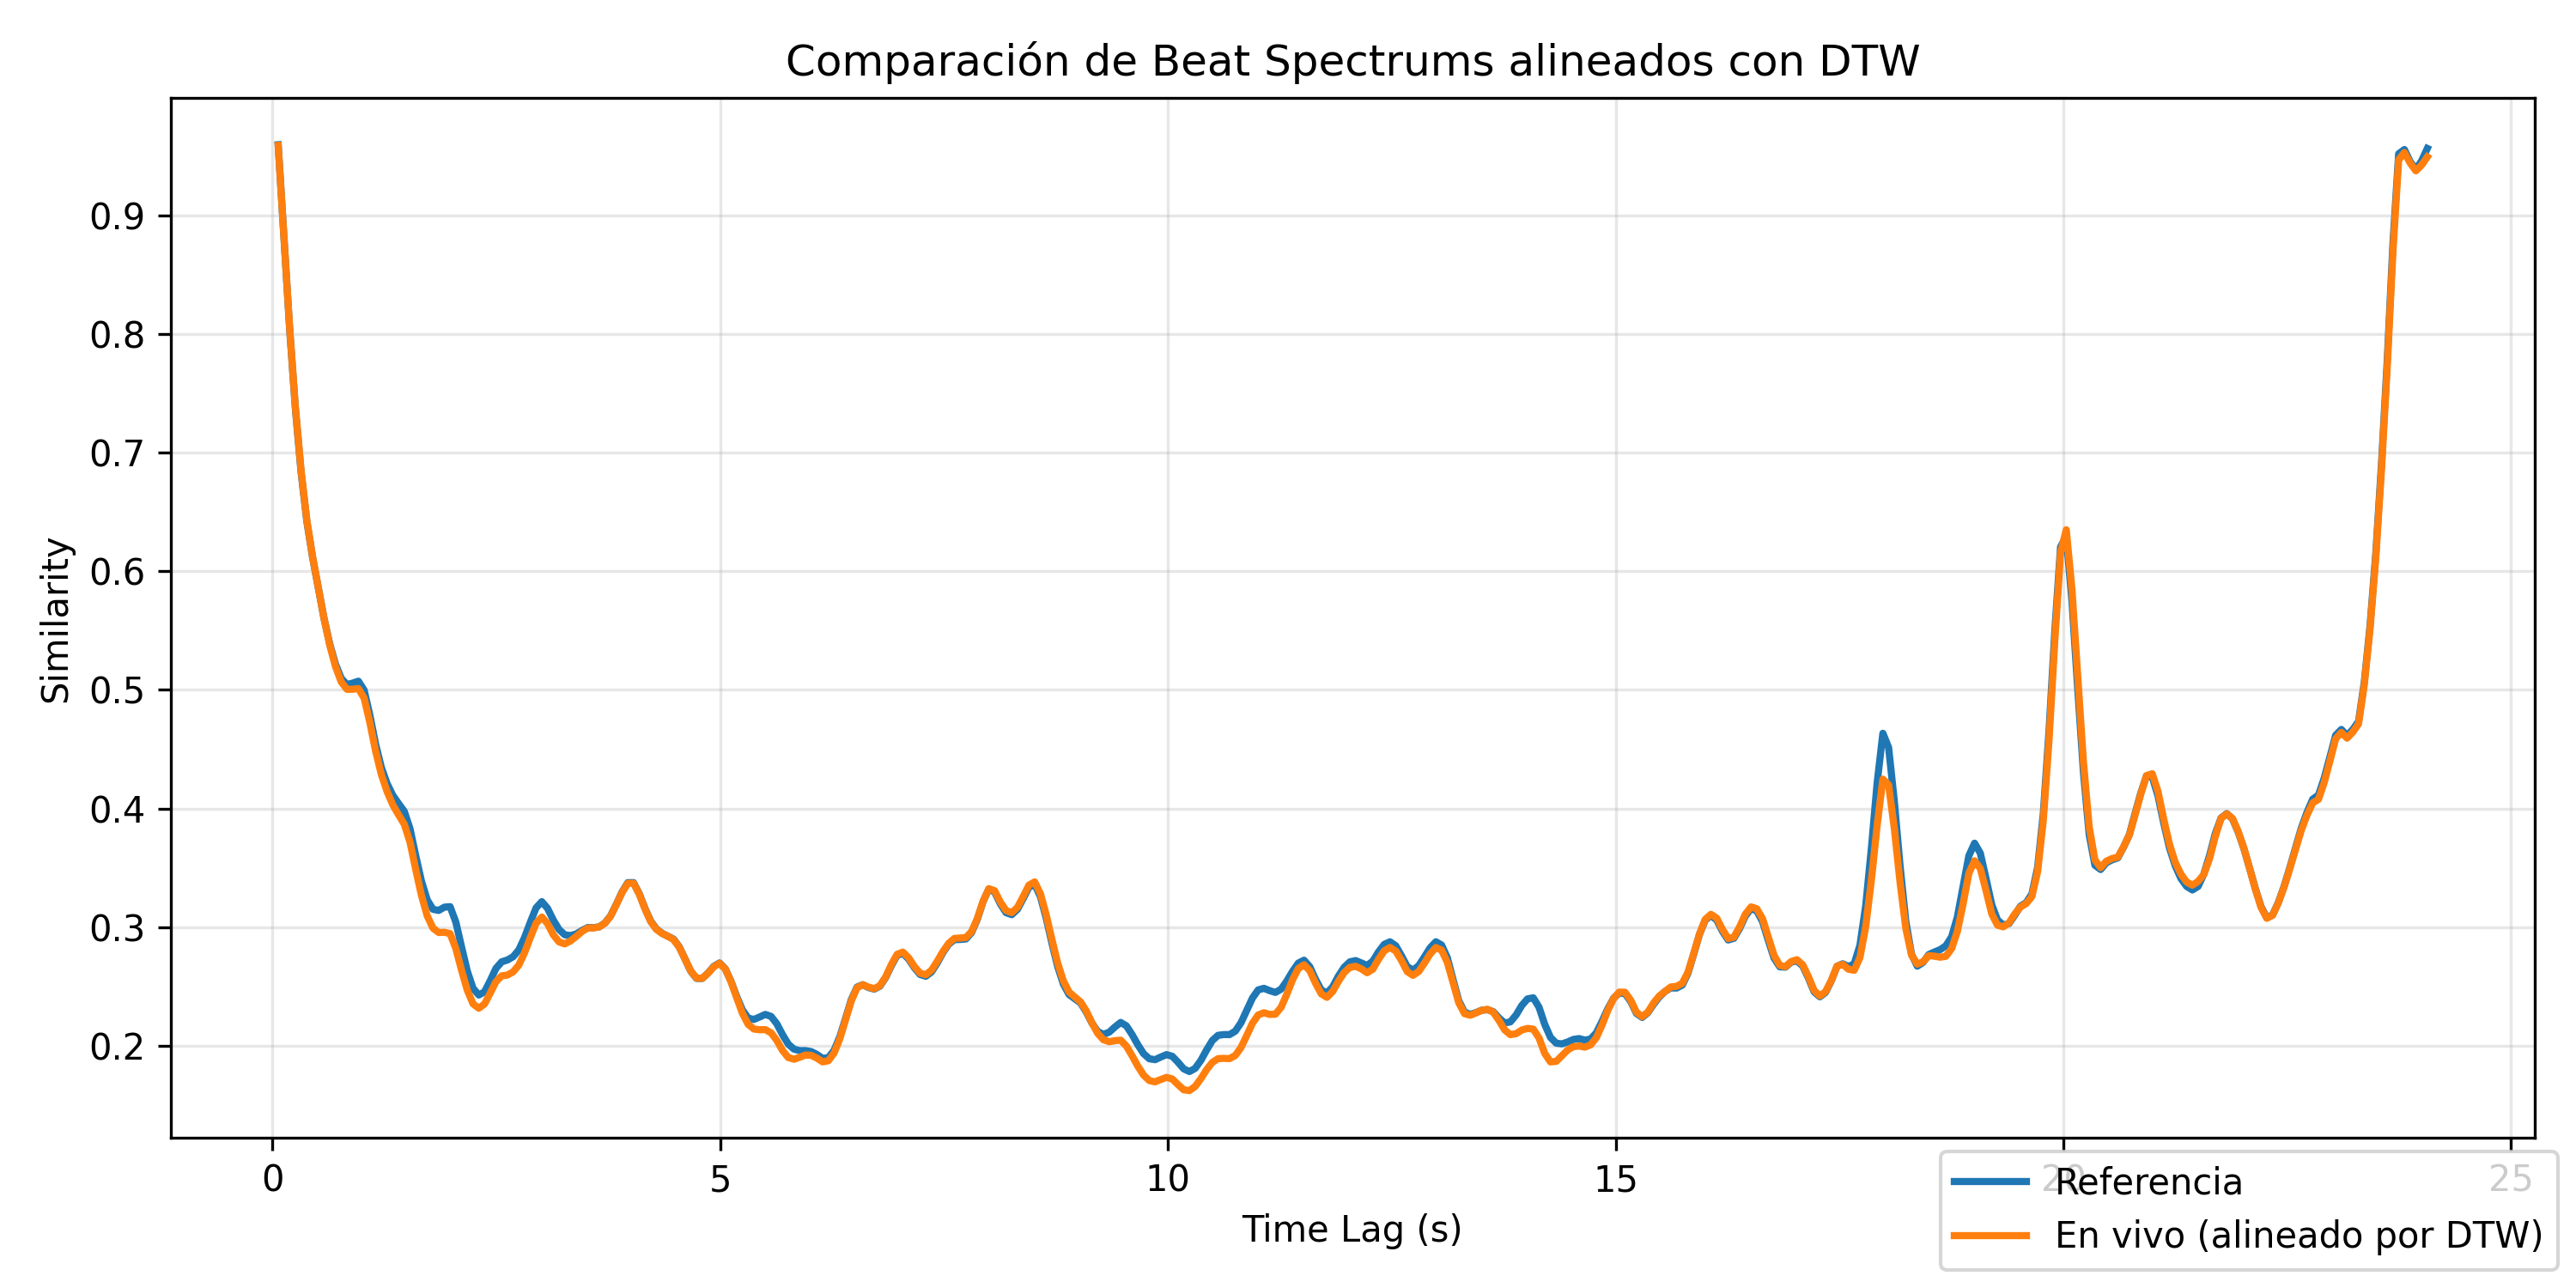 Comparación de Beat Spectrums alineados con DTW
Similarity
0.9
0.8
0.7
0.6
0.5
0.4
0.3
0.2
0 5 10 15 20 25
Time Lag (s)
Referencia
En vivo (alineado por DTW)